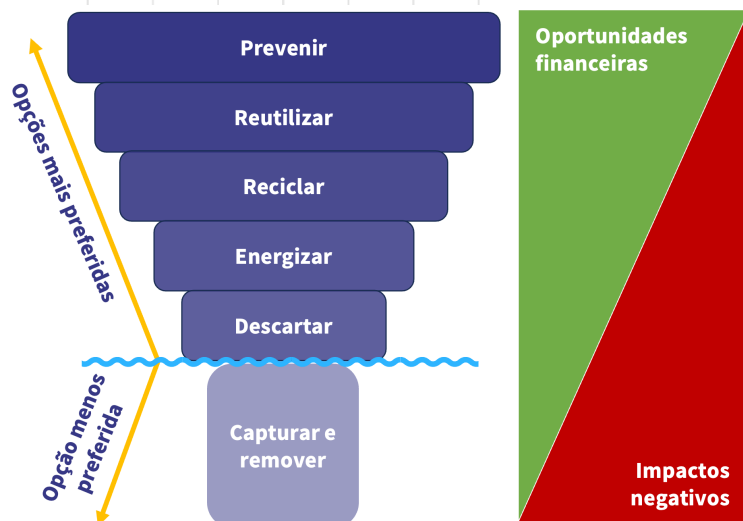 Prevenir
Reutilizar
Reciclar
Energizar
Descartar
Capturar e
remover
Opções mais preferidas
Opção menos
preferida
Oportunidades
financeiras
Impactos
negativos